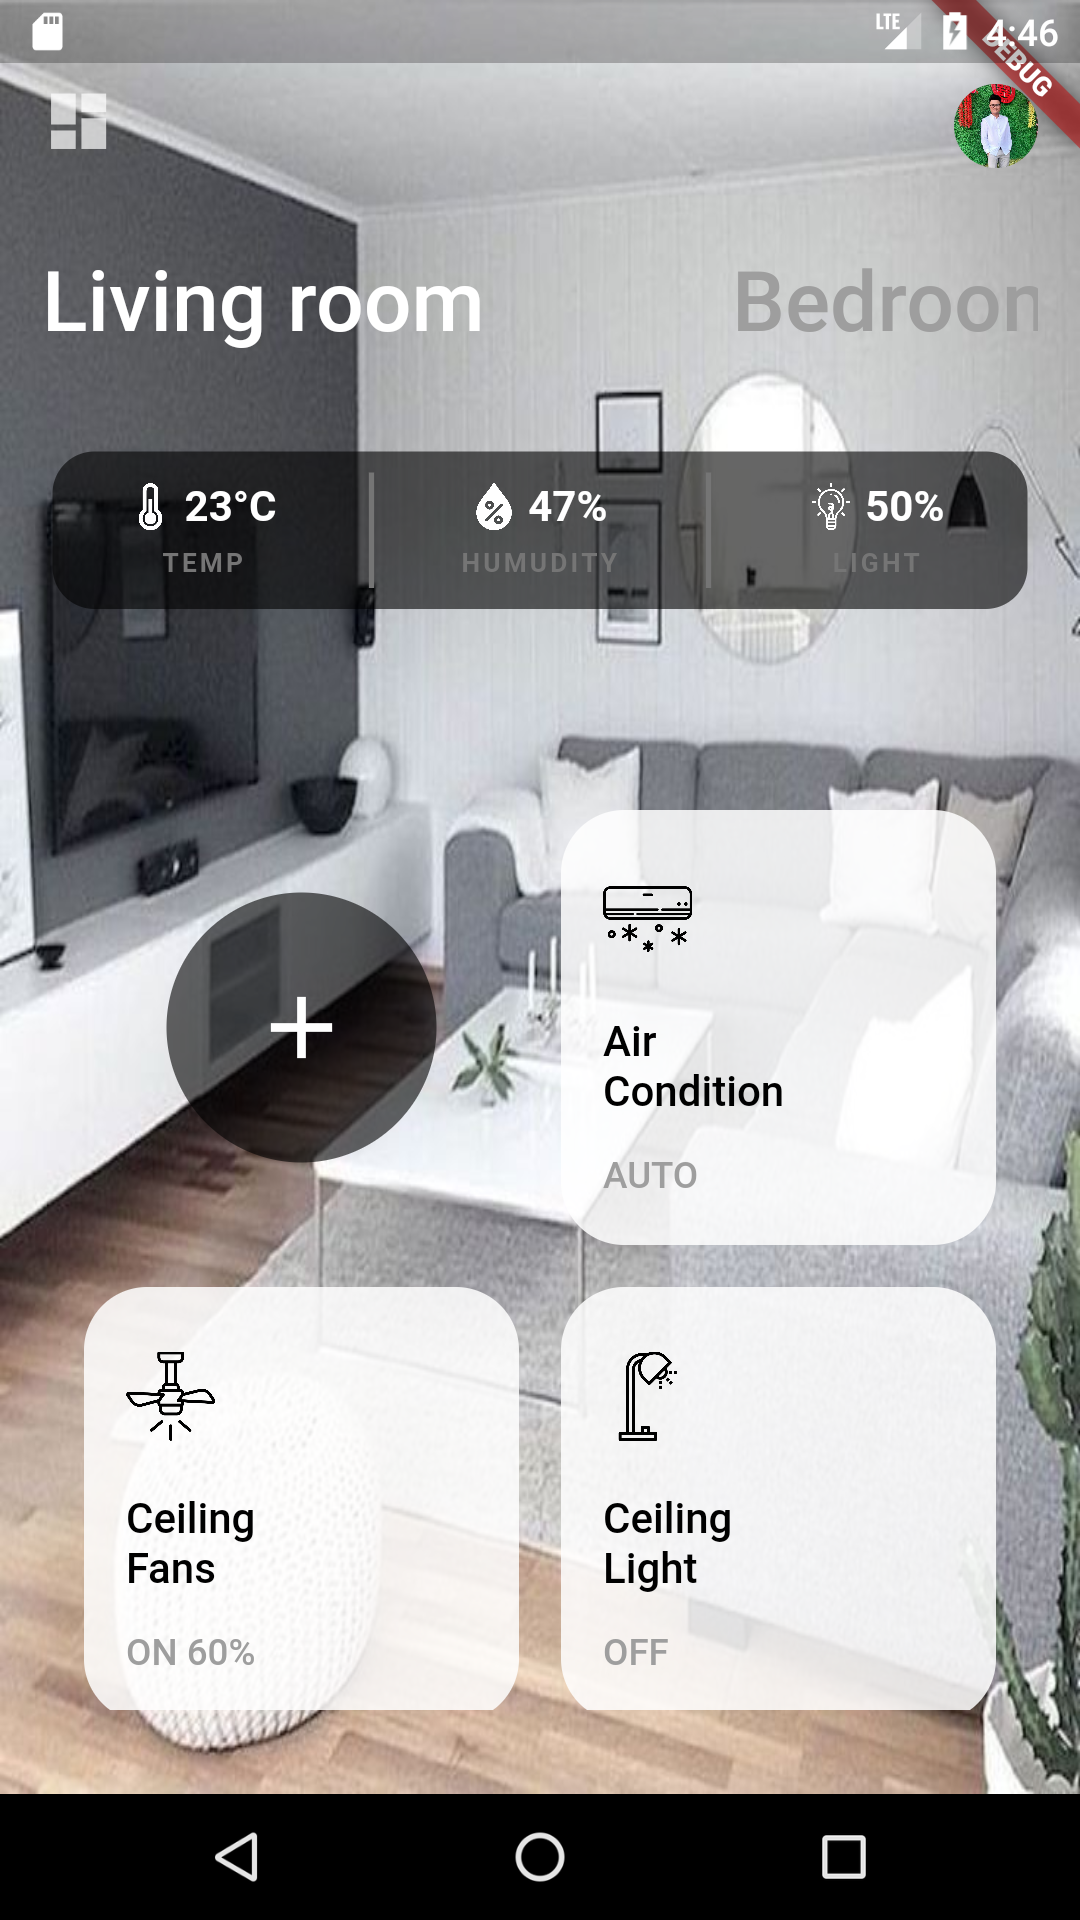 LTE 4:46
DEBUG
Living room Bedroon
23°C 47% 50%
TEMP HUMUDITY LIGHT
Air
Condition
AUTO
Ceiling
Fans
ON 60%
Ceiling
Light
OFF